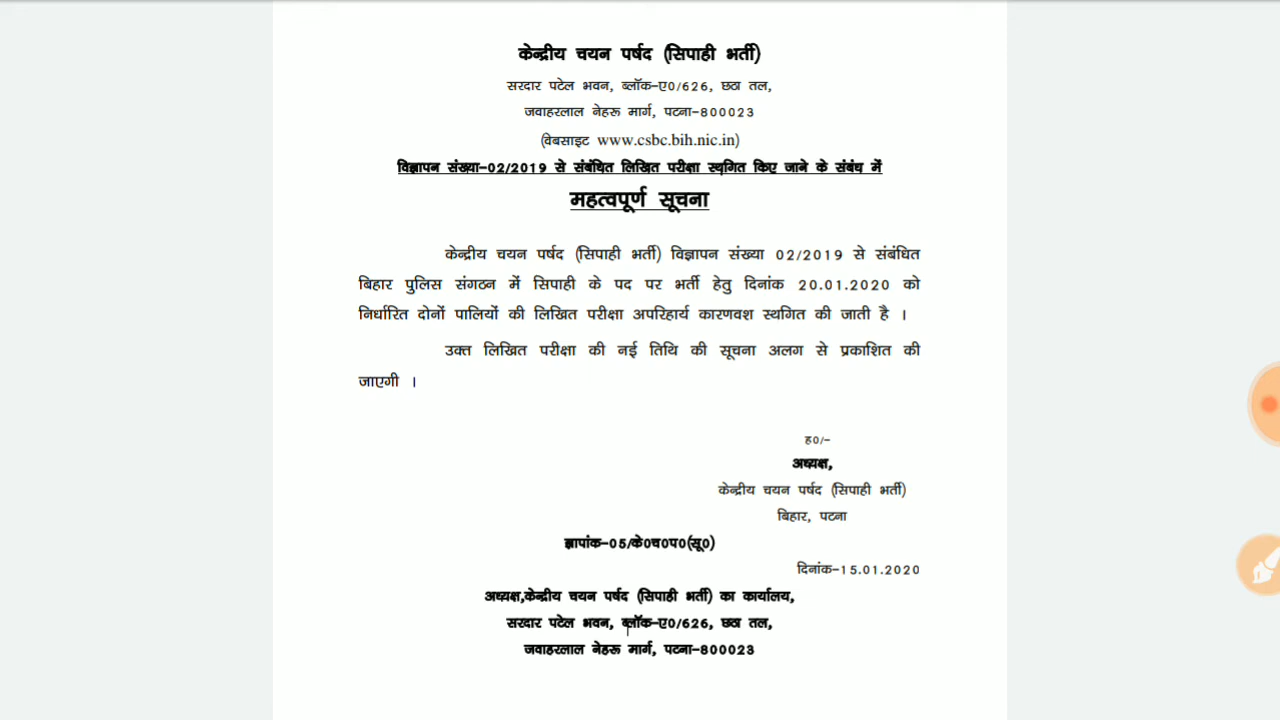 केन्द्रीय चयन पर्षद (सिपाही भर्ती)
सरदार पटेल भवन, ब्लॉक-ए0/626, छठा तल,
जवाहरलाल नेहरू मार्ग, पटना-800023
(वेबसाइट www.csbc.bih.nic.in)
विज्ञापन संख्या-02/2019 से संबंधित लिखित परीक्षा स्थगित किए जाने के संबंध में
महत्वपूर्ण सूचना
केन्द्रीय चयन पर्षद (सिपाही भर्ती) विज्ञापन संख्या 02/2019 से संबंधित
बिहार पुलिस संगठन में सिपाही के पद पर भर्ती हेतु दिनांक 20.01.2020 को
निर्धारित दोनों पालियों की लिखित परीक्षा अपरिहार्य कारणवश स्थगित की जाती है ।
उक्त लिखित परीक्षा की नई तिथि की सूचना अलग से प्रकाशित की
जाएगी ।
ह0/-
अध्यक्ष,
केन्द्रीय चयन पर्षद (सिपाही भर्ती)
बिहार, पटना
ज्ञापांक-05/के0च0प0(सू0)
दिनांक-15.01.2020
अध्यक्ष,केन्द्रीय चयन पर्षद (सिपाही भर्ती) का कार्यालय,
सरदार पटेल भवन, ब्लॉक-ए0/626, छठा तल,
जवाहरलाल नेहरू मार्ग, पटना-800023